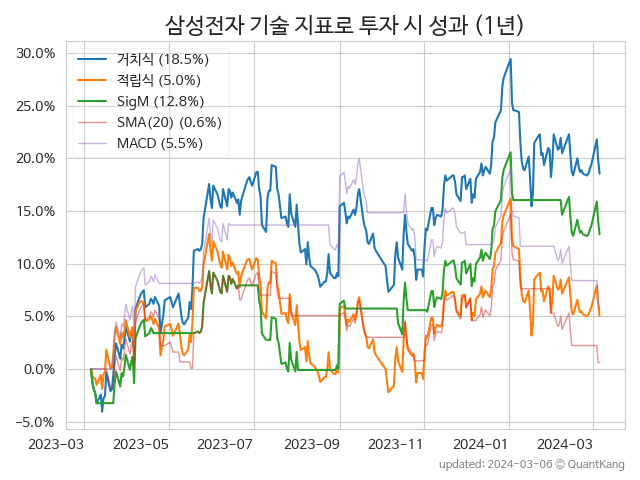 삼성전자 기술 지표로 투자 시 성과 (1년)
30.0%
25.0%
20.0%
15.0%
10.0%
5.0%
0.0%
−5.0%
거치식 (18.5%)
적립식 (5.0%)
SigM (12.8%)
SMA(20) (0.6%)
MACD (5.5%)
2023−03
2023−05
2023−07
2023−09
2023−11
2024−01
2024−03
updated: 2024-03-06 ⓒ QuantKang